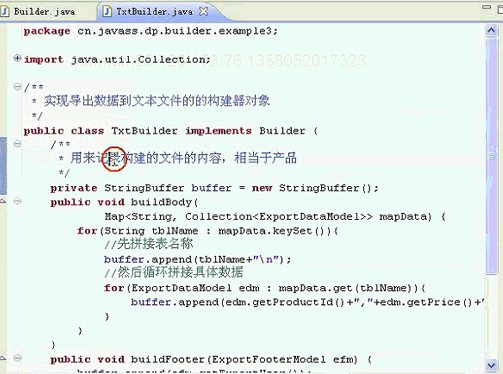 Builder.java TxtBuilder.java
package cn.javass.dp.builder.example3;
import java.util.Collection;
/**
* 实现导出数据到文本文件的的构建器对象
*/
public class TxtBuilder implements Builder {
/**
* 用来记录构建的文件的内容，相当于产品
*/
private StringBuffer buffer = new StringBuffer();
public void buildBody(
Map<String, Collection<ExportDataModel>> mapData) {
for(String tblName : mapData.keySet()){
//先拼接表名称
buffer.append(tblName+"\n");
//然后循环拼接具体数据
for(ExportDataModel edm : mapData.get(tblName)){
buffer.append(edm.getProductId()+","+edm.getPrice()+"
}
}
}
public void buildFooter(ExportFooterModel efm) {
buffer.append(efm.getExportUser());